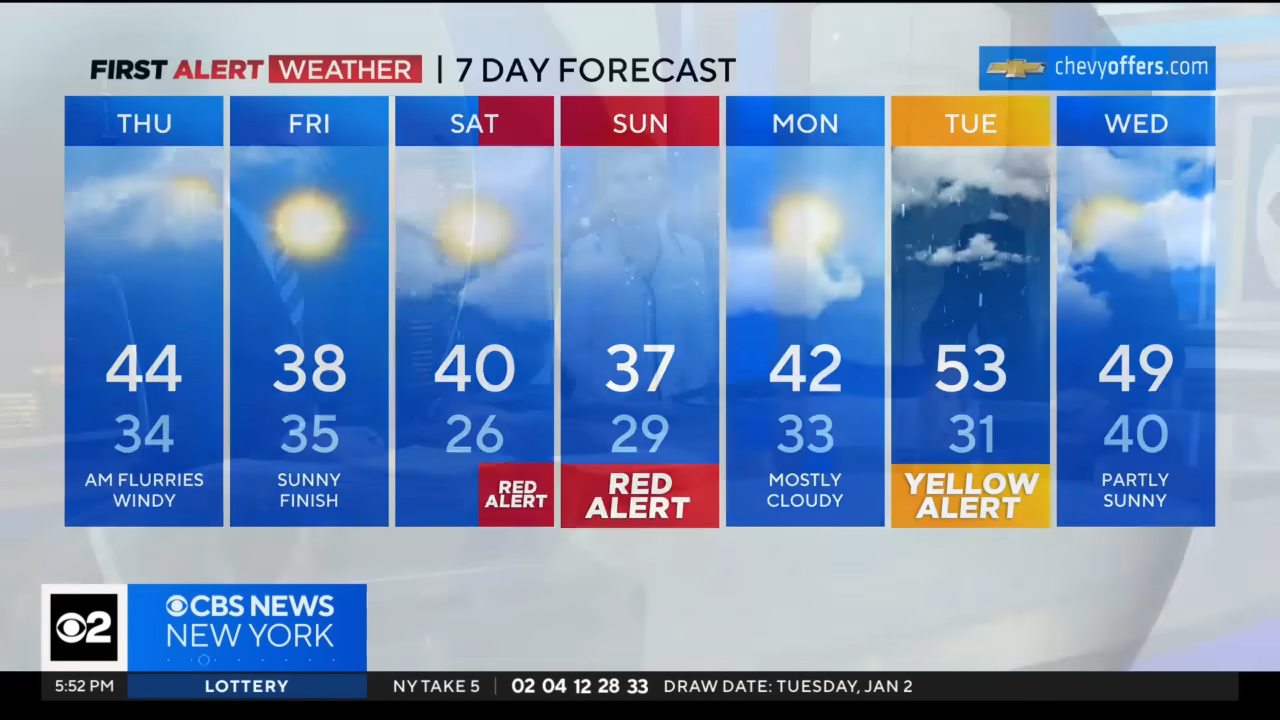 FIRST ALERT WEATHER | 7 DAY FORECAST
chevyoffers.com
THU FRI SAT SUN MON TUE WED
44 38 40 37 42 53 49
34 35 26 29 33 31 40
AM FLURRIES WINDY
SUNNY FINISH
RED ALERT
RED ALERT
MOSTLY CLOUDY
YELLOW ALERT
PARTLY SUNNY
2
CBS NEWS
NEW YORK
5:52 PM LOTTERY NY TAKE 5 | 02 04 12 28 33 DRAW DATE: TUESDAY, JAN 2